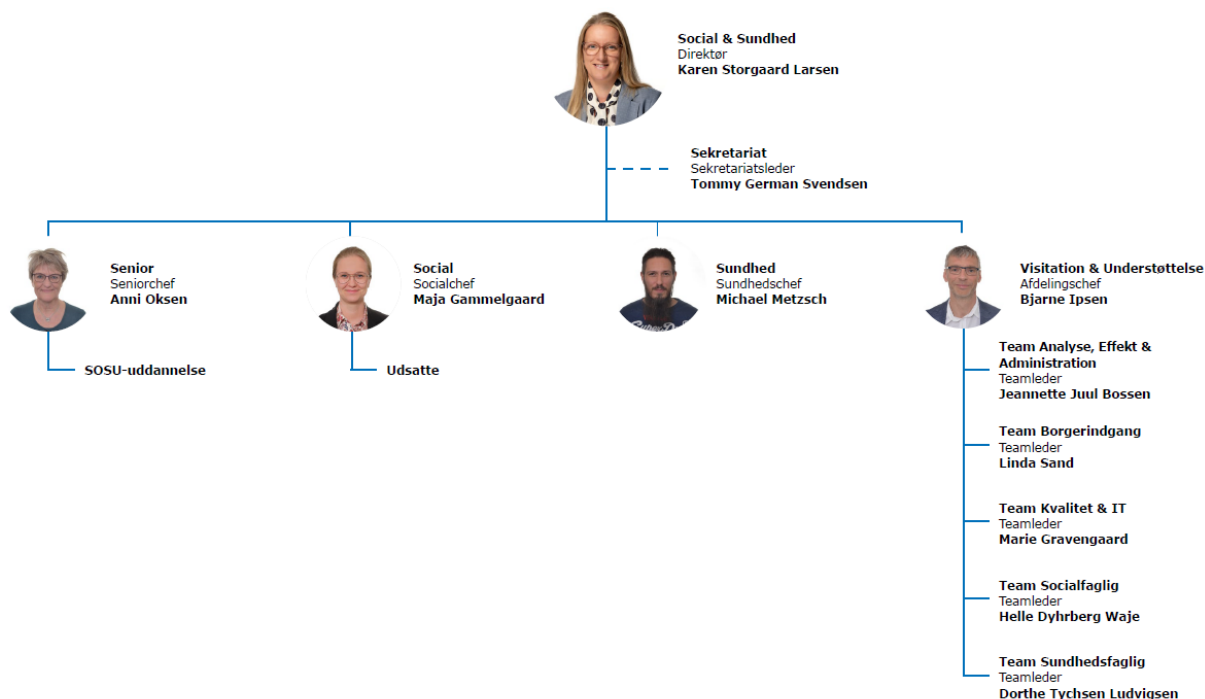 Social & Sundhed
Direktør
Karen Storgaard Larsen
Sekretariat
Sekretariatsleder
Tommy German Svendsen
Senior
Seniorchef
Anni Oksen
Social
Socialchef
Maja Gammelgaard
Sundhed
Sundhedschef
Michael Metzsch
Visitation & Understøttelse
Afdelingschef
Bjarne Ipsen
SOSU-uddannelse
Udsatte
Team Analyse, Effekt &
Administration
Teamleder
Jeannette Juul Bossen
Team Borgerindgang
Teamleder
Linda Sand
Team Kvalitet & IT
Teamleder
Marie Gravengaard
Team Socialfaglig
Teamleder
Helle Dyhrberg Waje
Team Sundhedsfaglig
Teamleder
Dorthe Tychsen Ludvigsen